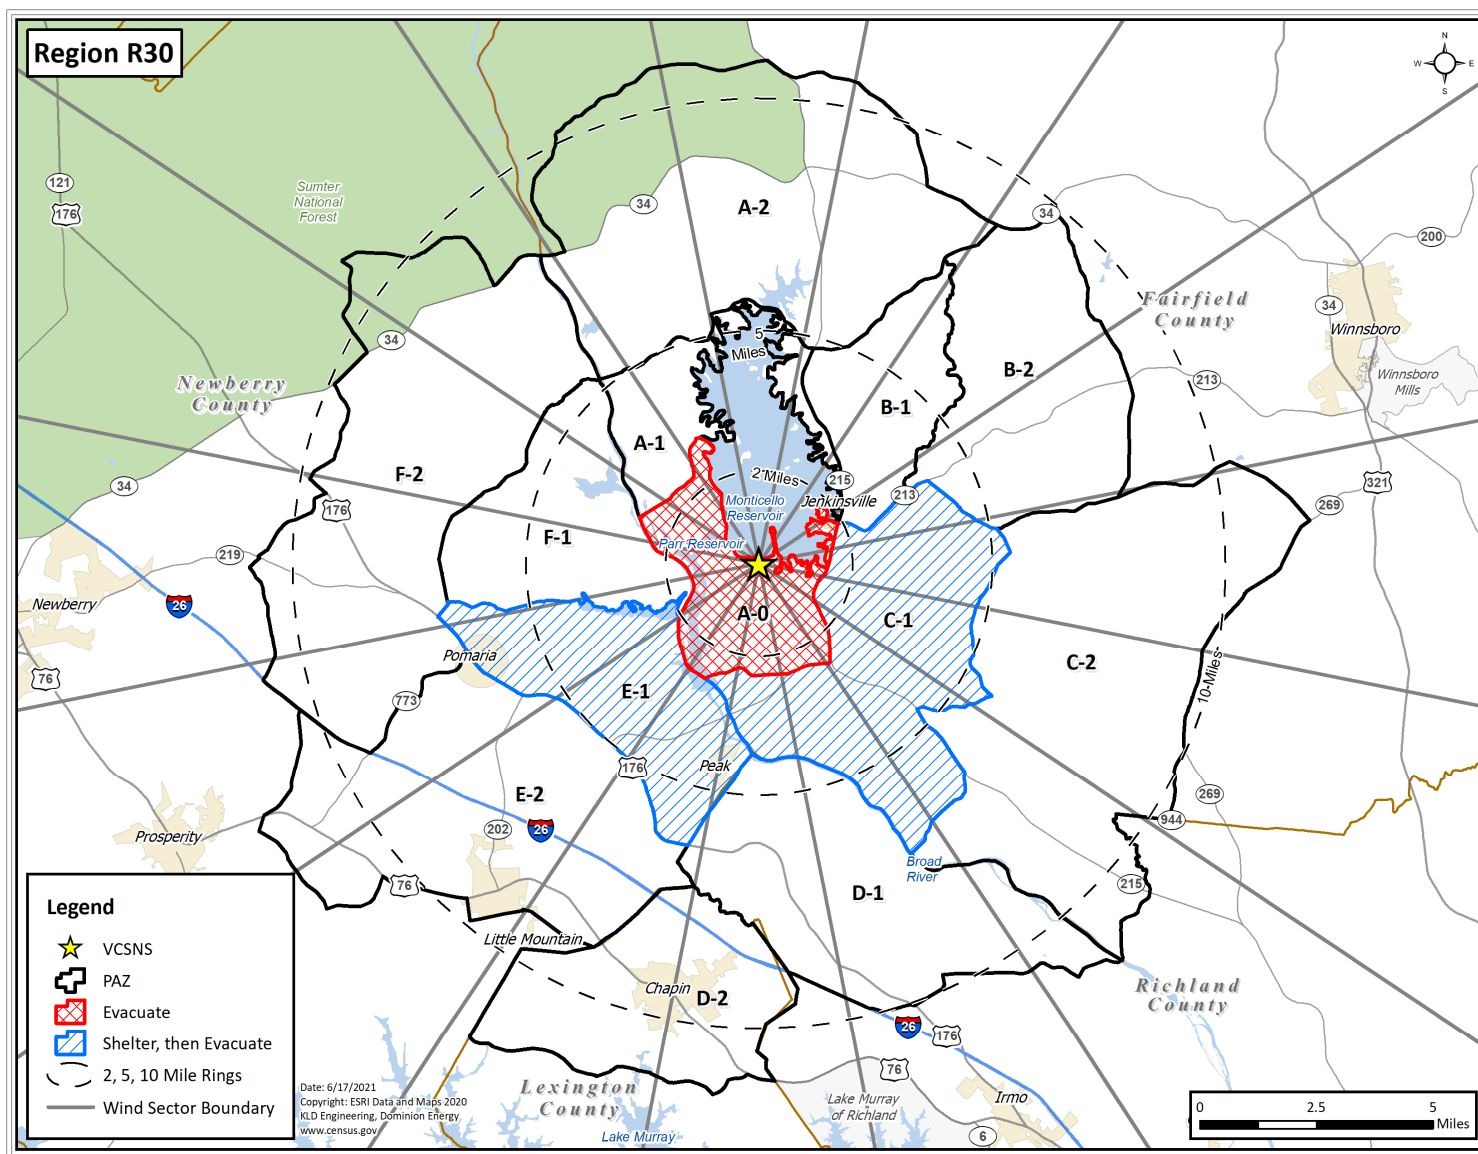 Region R30
N
W
E
S
121
176
Sumter
National
Forest
34
A-2
34
200
Fairfield
County
34
Winnsboro
Winnsboro
Mills
5
Miles
34
Newberry
County
B-2
213
B-1
A-1
F-2
34
2 Miles
215
213
Jenkinsville
321
269
Monticello
Reservoir
176
F-1
Parr Reservoir
219
26
Newberry
A-0
C-1
Pomaria
C-2
76
E-1
10 Miles
773
176
Peak
E-2
269
202
26
944
Prosperity
Broad
River
76
D-1
215
Little Mountain
Chapin
D-2
Richland
County
26
176
76
Lexington
County
Lake Murray
of Richland
Irmo
Lake Murray
6
Legend
VCSNS
PAZ
Evacuate
Shelter, then Evacuate
2, 5, 10 Mile Rings
Wind Sector Boundary
Date: 6/17/2021
Copyright: ESRI Data and Maps 2020
KLD Engineering, Dominion Energy
www.census.gov
0 2.5 5
Miles